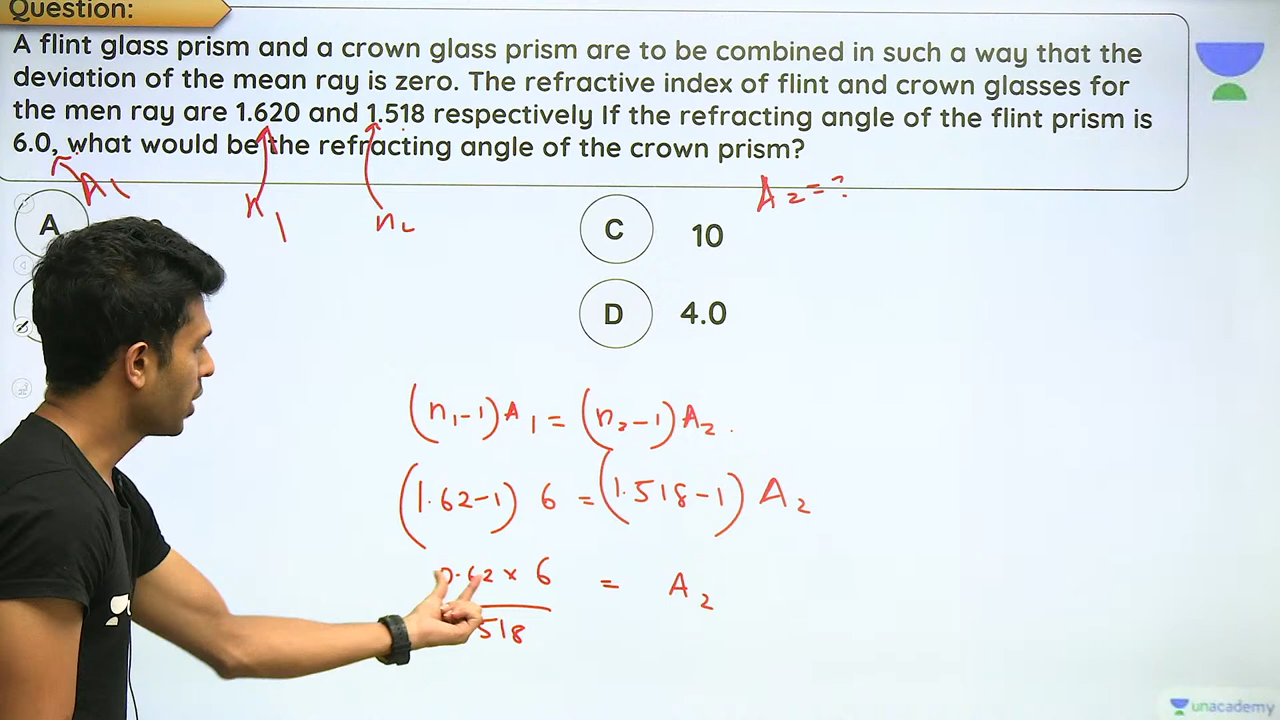 Question:
A flint glass prism and a crown glass prism are to be combined in such a way that the
deviation of the mean ray is zero. The refractive index of flint and crown glasses for
the men ray are 1.620 and 1.518 respectively If the refracting angle of the flint prism is
6.0, what would be the refracting angle of the crown prism?
A1
n1
n2
A2=?
A
C 10
D 4.0
(n1-1)A1=(n2-1)A2.
(1.62-1) 6 =(1.518-1) A2
0.62 x 6 = A2
518
unacademy